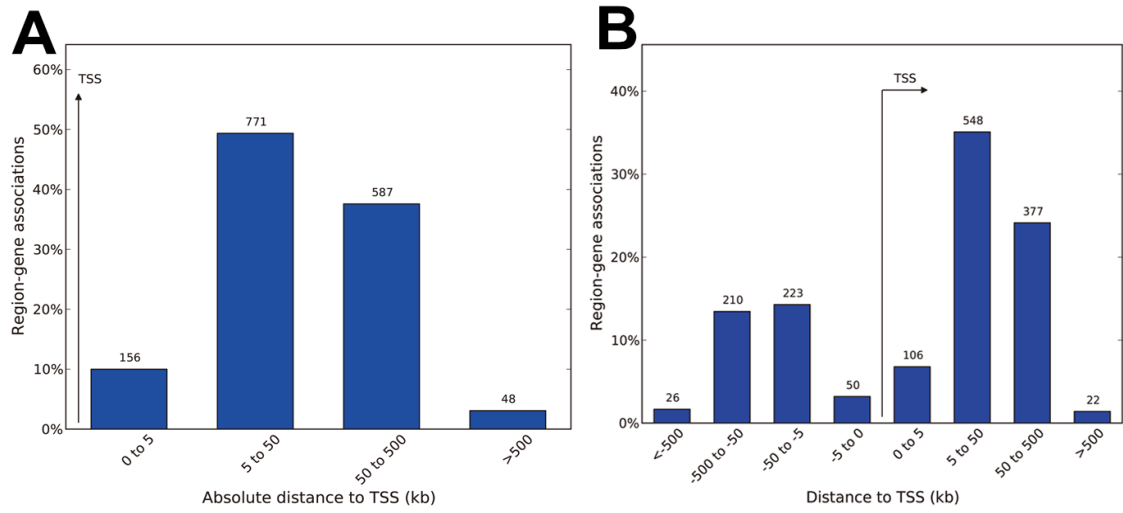 A
60%
50%
40%
30%
20%
10%
0%
Region-gene associations
TSS
156
771
587
48
0 to 5
5 to 50
50 to 500
>500
Absolute distance to TSS (kb)
B
40%
30%
20%
10%
0%
Region-gene associations
TSS
26
210
223
50
106
548
377
22
<-500
-500 to -50
-50 to -5
-5 to 0
0 to 5
5 to 50
50 to 500
>500
Distance to TSS (kb)